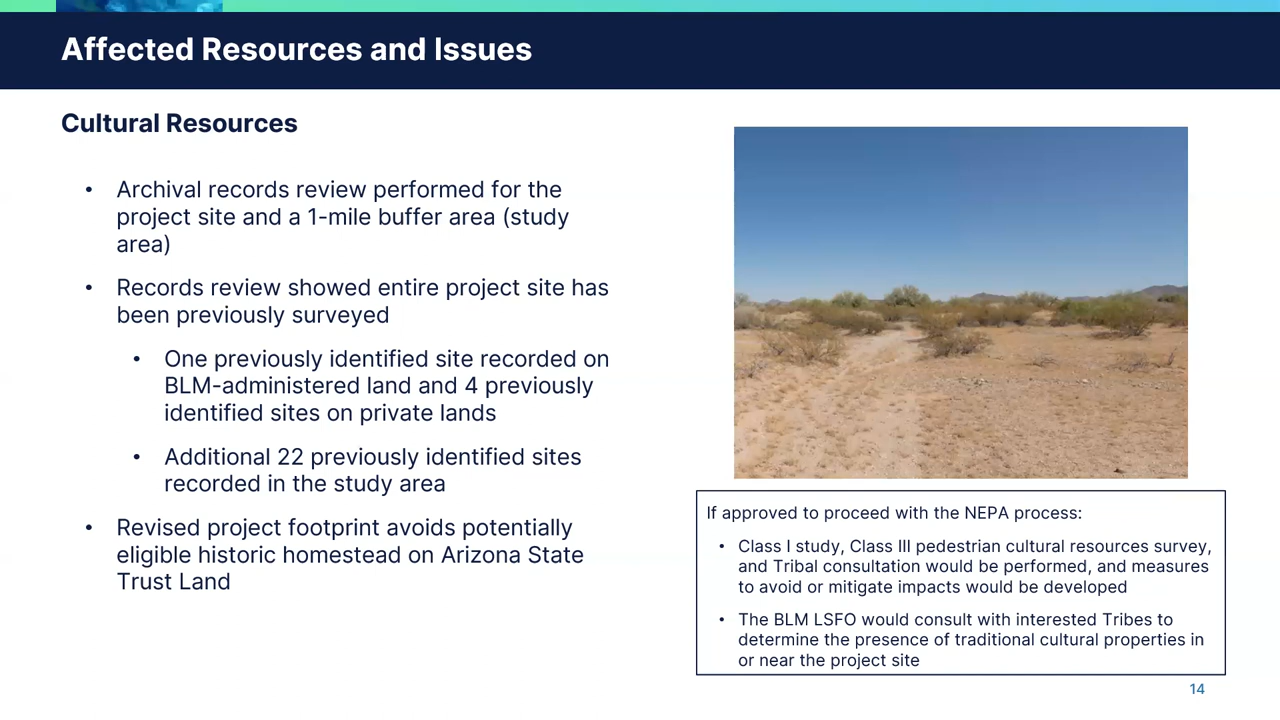 Affected Resources and Issues
Cultural Resources
• Archival records review performed for the
project site and a 1-mile buffer area (study
area)
• Records review showed entire project site has
been previously surveyed
• One previously identified site recorded on
BLM-administered land and 4 previously
identified sites on private lands
• Additional 22 previously identified sites
recorded in the study area
• Revised project footprint avoids potentially
eligible historic homestead on Arizona State
Trust Land
If approved to proceed with the NEPA process:
• Class I study, Class III pedestrian cultural resources survey,
and Tribal consultation would be performed, and measures
to avoid or mitigate impacts would be developed
• The BLM LSFO would consult with interested Tribes to
determine the presence of traditional cultural properties in
or near the project site
14